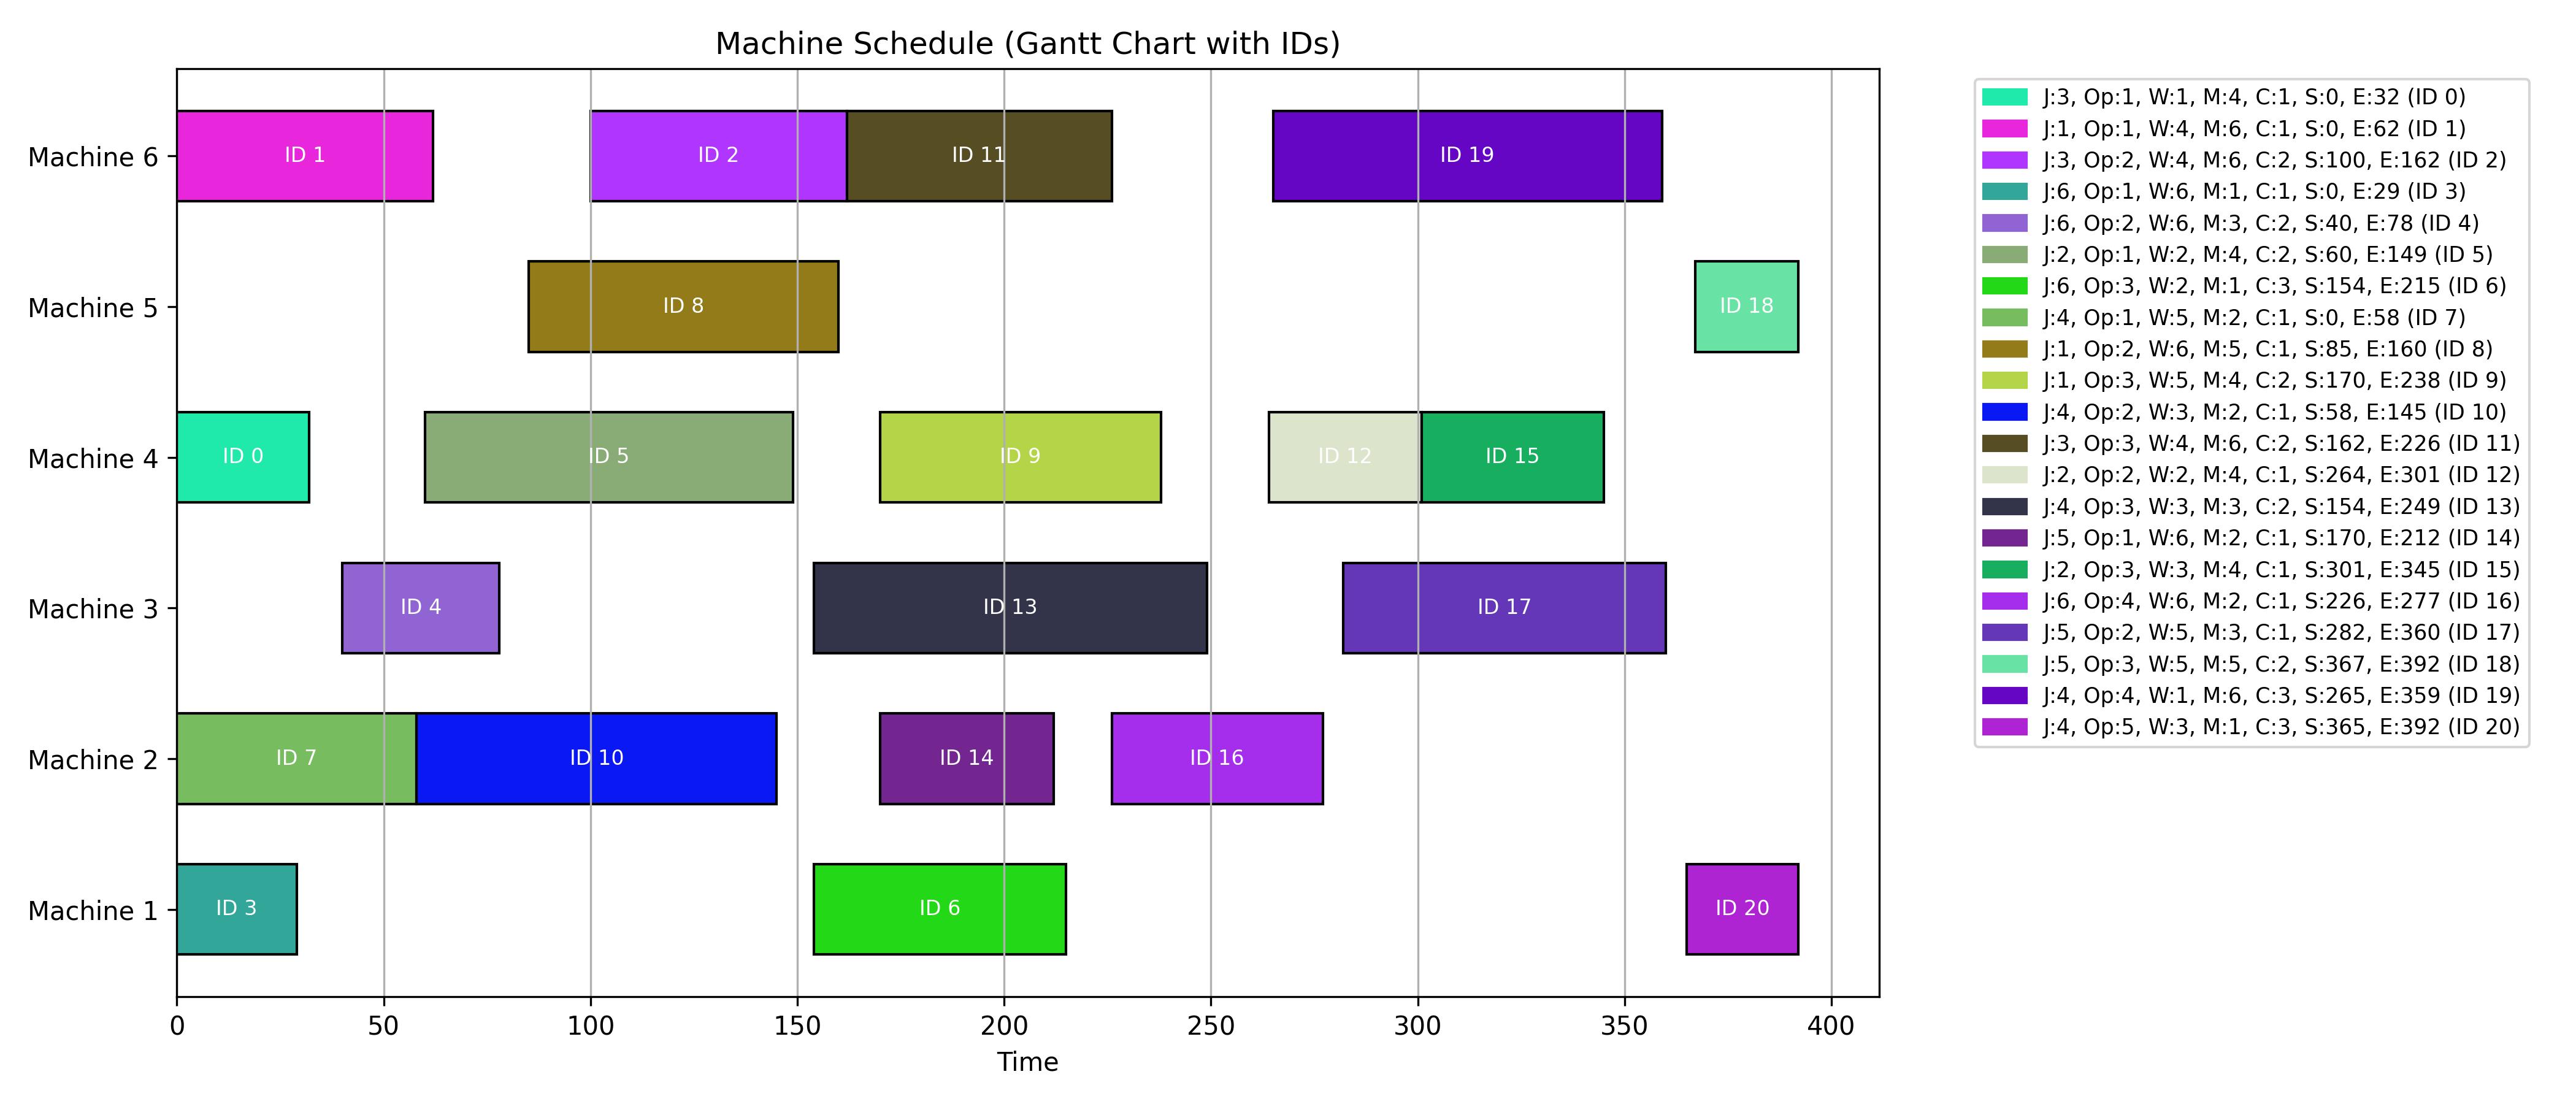 Machine Schedule (Gantt Chart with IDs)
Machine 6
ID 1
ID 2
ID 11
ID 19
Machine 5
ID 8
ID 18
Machine 4
ID 0
ID 5
ID 9
ID 12
ID 15
Machine 3
ID 4
ID 13
ID 17
Machine 2
ID 7
ID 10
ID 14
ID 16
Machine 1
ID 3
ID 6
ID 20
0 50 100 150 200 250 300 350 400
Time
J:3, Op:1, W:1, M:4, C:1, S:0, E:32 (ID 0)
J:1, Op:1, W:4, M:6, C:1, S:0, E:62 (ID 1)
J:3, Op:2, W:4, M:6, C:2, S:100, E:162 (ID 2)
J:6, Op:1, W:6, M:1, C:1, S:0, E:29 (ID 3)
J:6, Op:2, W:6, M:3, C:2, S:40, E:78 (ID 4)
J:2, Op:1, W:2, M:4, C:2, S:60, E:149 (ID 5)
J:6, Op:3, W:2, M:1, C:3, S:154, E:215 (ID 6)
J:4, Op:1, W:5, M:2, C:1, S:0, E:58 (ID 7)
J:1, Op:2, W:6, M:5, C:1, S:85, E:160 (ID 8)
J:1, Op:3, W:5, M:4, C:2, S:170, E:238 (ID 9)
J:4, Op:2, W:3, M:2, C:1, S:58, E:145 (ID 10)
J:3, Op:3, W:4, M:6, C:2, S:162, E:226 (ID 11)
J:2, Op:2, W:2, M:4, C:1, S:264, E:301 (ID 12)
J:4, Op:3, W:3, M:3, C:2, S:154, E:249 (ID 13)
J:5, Op:1, W:6, M:2, C:1, S:170, E:212 (ID 14)
J:2, Op:3, W:3, M:4, C:1, S:301, E:345 (ID 15)
J:6, Op:4, W:6, M:2, C:1, S:226, E:277 (ID 16)
J:5, Op:2, W:5, M:3, C:1, S:282, E:360 (ID 17)
J:5, Op:3, W:5, M:5, C:2, S:367, E:392 (ID 18)
J:4, Op:4, W:1, M:6, C:3, S:265, E:359 (ID 19)
J:4, Op:5, W:3, M:1, C:3, S:365, E:392 (ID 20)